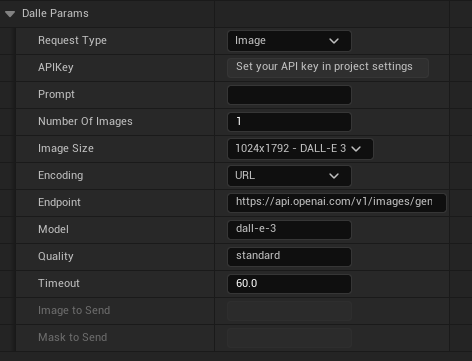 Dalle Params
Request Type Image
APIKey Set your API key in project settings
Prompt
Number Of Images 1
Image Size 1024x1792 - DALL-E 3
Encoding URL
Endpoint https://api.openai.com/v1/images/gen
Model dall-e-3
Quality standard
Timeout 60.0
Image to Send
Mask to Send